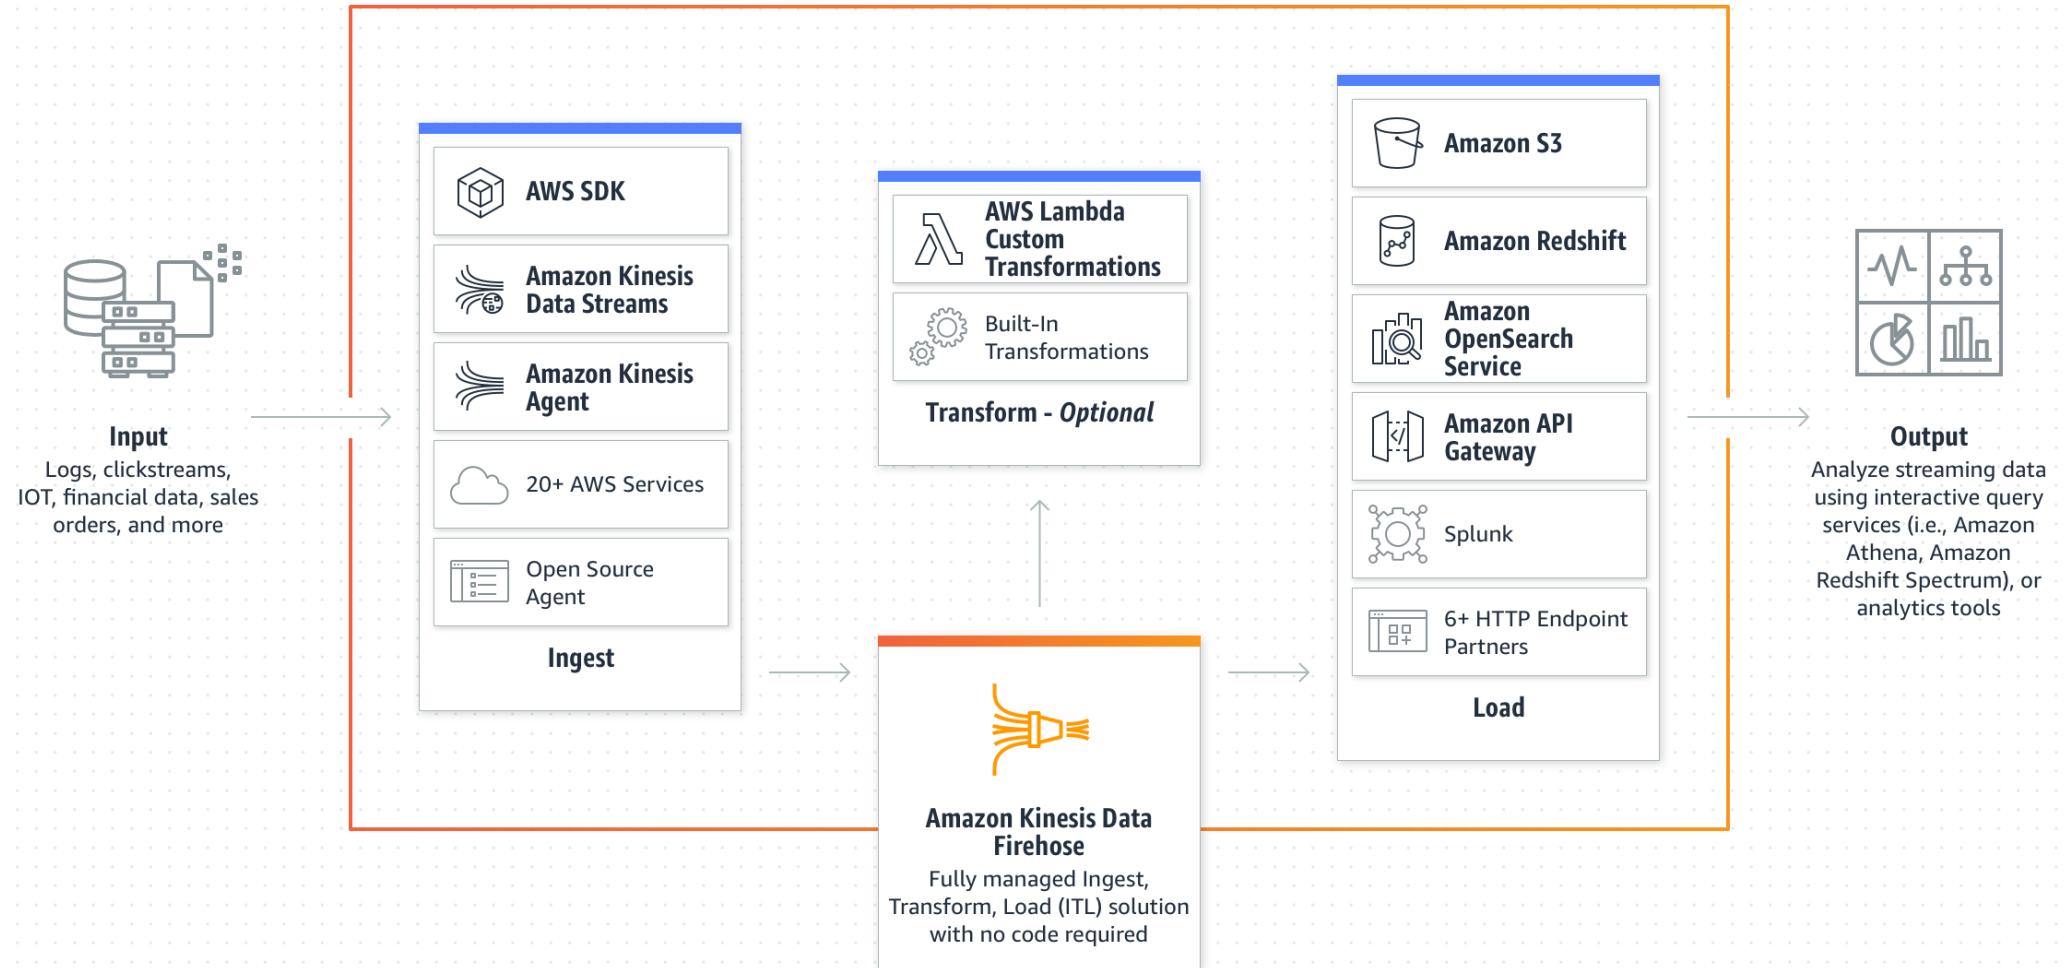 Input
Logs, clickstreams,
IOT, financial data, sales
orders, and more
AWS SDK
Amazon Kinesis
Data Streams
Amazon Kinesis
Agent
20+ AWS Services
Open Source
Agent
Ingest
AWS Lambda
Custom
Transformations
Built-In
Transformations
Transform - Optional
Amazon Kinesis Data
Firehose
Fully managed Ingest,
Transform, Load (ITL) solution
with no code required
Amazon S3
Amazon Redshift
Amazon
OpenSearch
Service
Amazon API
Gateway
Splunk
6+ HTTP Endpoint
Partners
Load
Output
Analyze streaming data
using interactive query
services (i.e., Amazon
Athena, Amazon
Redshift Spectrum), or
analytics tools